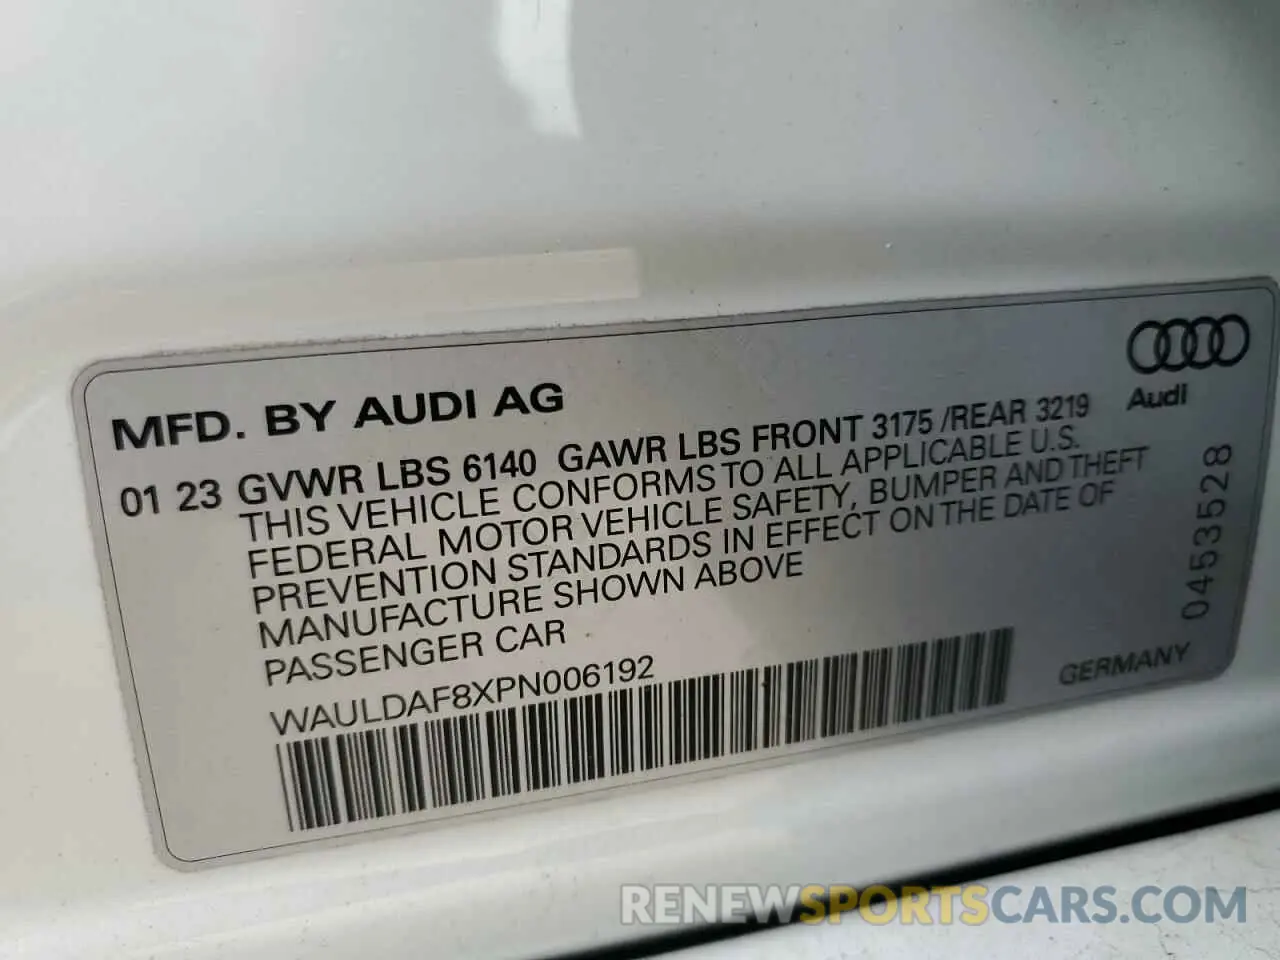 MFD. BY AUDI AG
Audi
01 23 GVWR LBS 6140 GAWR LBS FRONT 3175 /REAR 3219
THIS VEHICLE CONFORMS TO ALL APPLICABLE U.S.
FEDERAL MOTOR VEHICLE SAFETY, BUMPER AND THEFT
PREVENTION STANDARDS IN EFFECT ON THE DATE OF
MANUFACTURE SHOWN ABOVE
PASSENGER CAR
WAULDAF8XPN006192
GERMANY
0453528
RENEWSPORTSCARS.COM